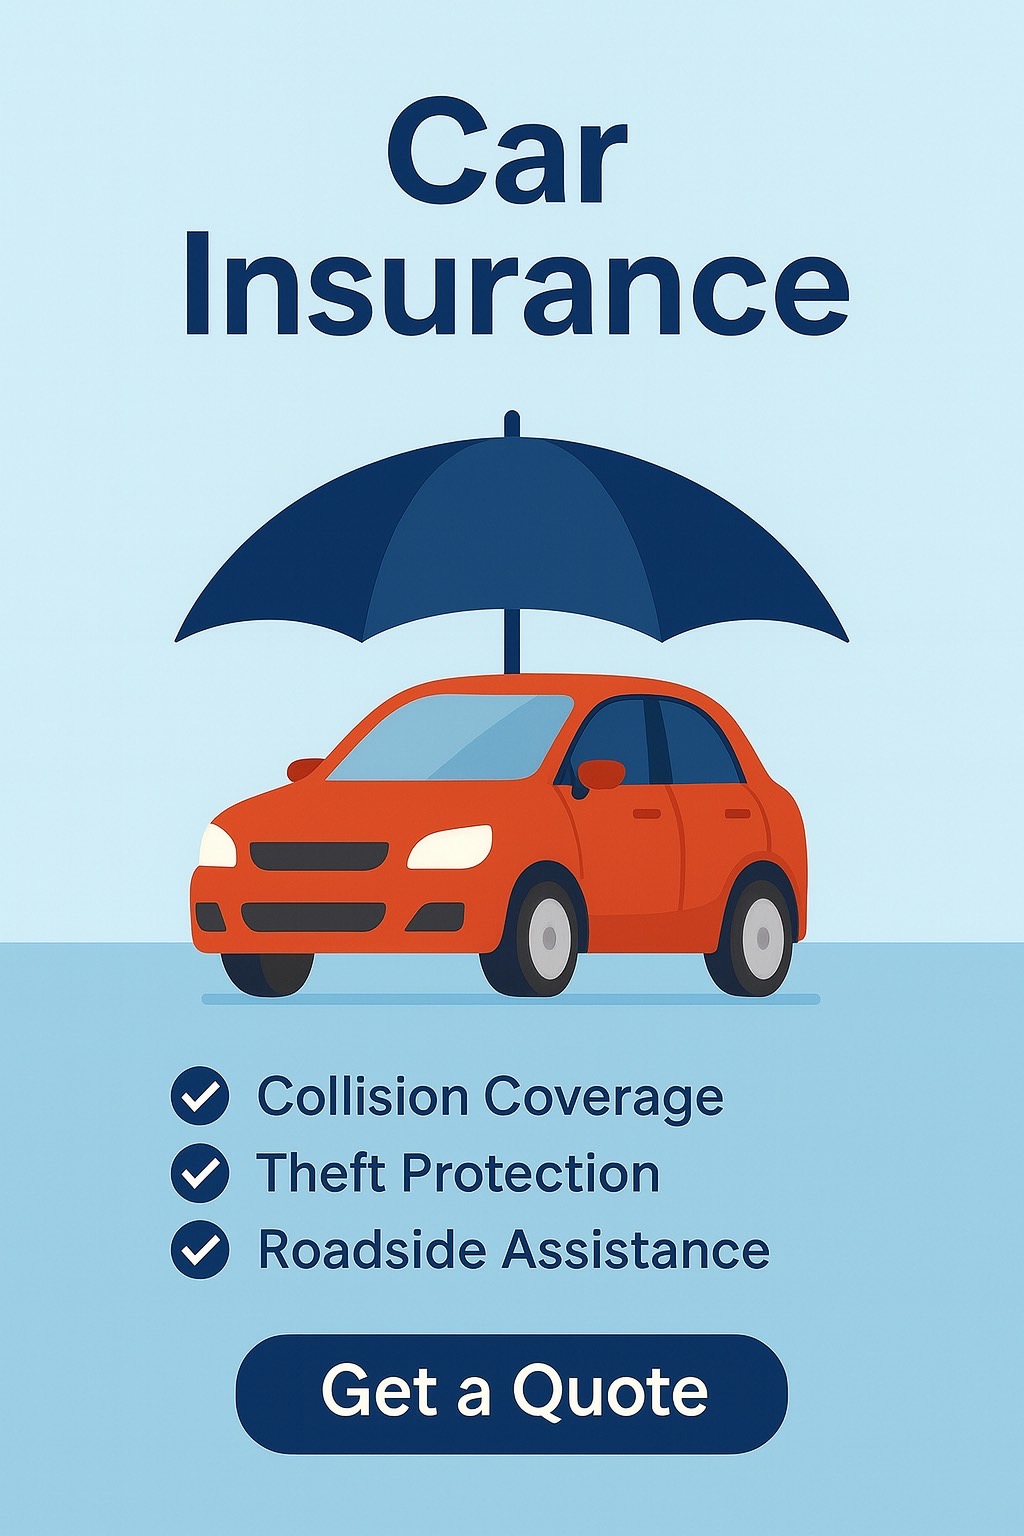 Car
Insurance
Collision Coverage
Theft Protection
Roadside Assistance
Get a Quote